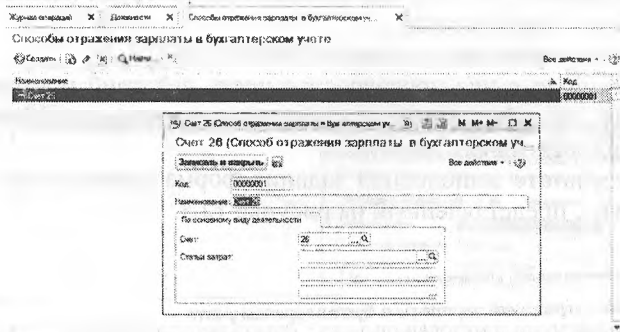 Журнал операций X Должности X Способы отражения зарплаты в бухгалтерском уч... X
Способы отражения зарплаты в бухгалтерском учете
Создать Найти... Все действия
Наименование Код
Счет 26 00000001
Счет 26 (Способ отражения зарплаты в бухгалтерском уч... M M+ M-
Счет 26 (Способ отражения зарплаты в бухгалтерском уч...
Записать и закрыть Все действия
Код: 00000001
Наименование: Счет 26
По основному виду деятельности
Счет: 26 ... Q
Статьи затрат: ... Q